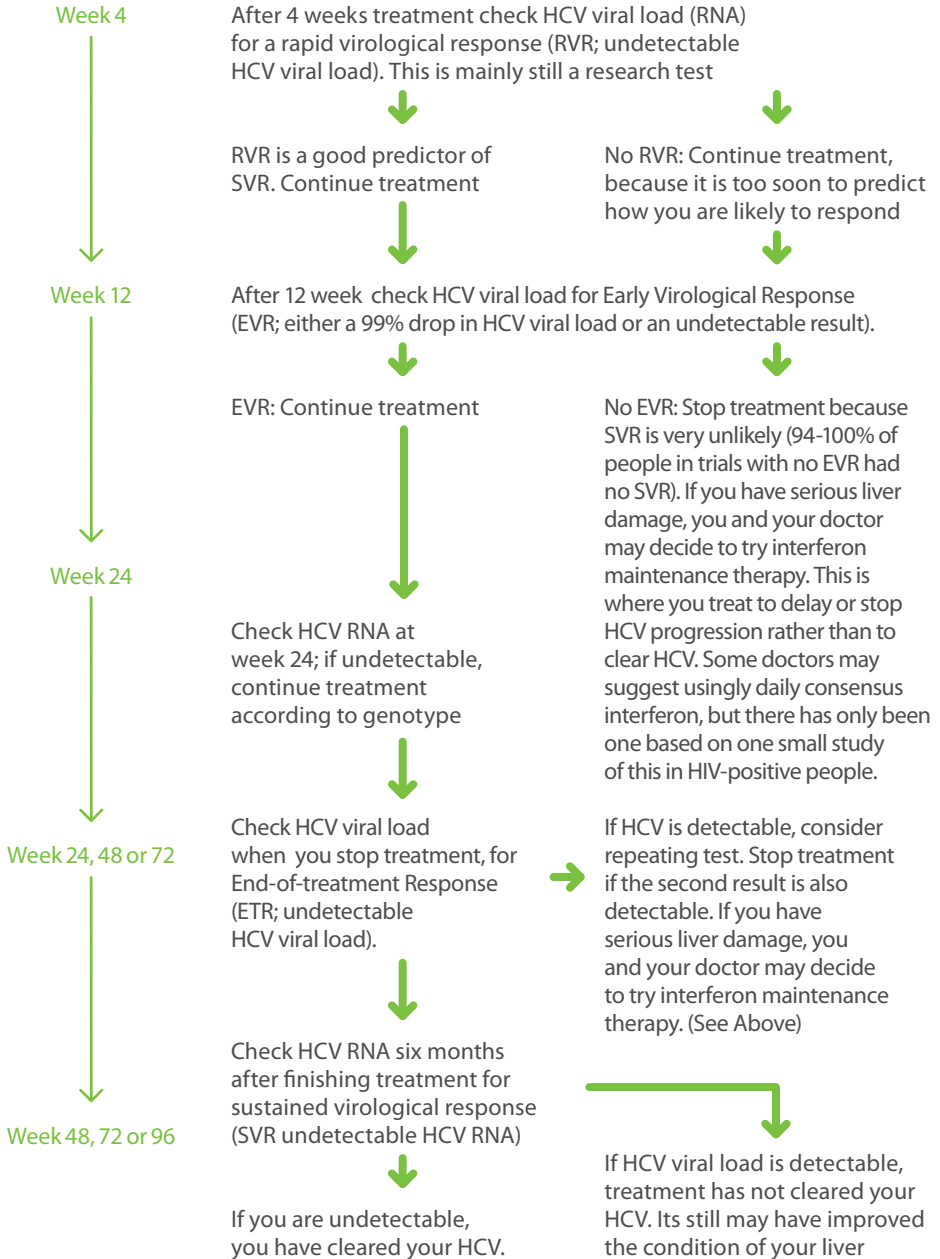 Week 4
After 4 weeks treatment check HCV viral load (RNA)
for a rapid virological response (RVR; undetectable
HCV viral load). This is mainly still a research test
RVR is a good predictor of
SVR. Continue treatment
No RVR: Continue treatment,
because it is too soon to predict
how you are likely to respond
Week 12
After 12 week check HCV viral load for Early Virological Response
(EVR; either a 99% drop in HCV viral load or an undetectable result).
EVR: Continue treatment
No EVR: Stop treatment because
SVR is very unlikely (94-100% of
people in trials with no EVR had
no SVR). If you have serious liver
damage, you and your doctor
may decide to try interferon
maintenance therapy. This is
where you treat to delay or stop
HCV progression rather than to
clear HCV. Some doctors may
suggest usingly daily consensus
interferon, but there has only been
one based on one small study
of this in HIV-positive people.
Week 24
Check HCV RNA at
week 24; if undetectable,
continue treatment
according to genotype
Week 24, 48 or 72
Check HCV viral load
when you stop treatment, for
End-of-treatment Response
(ETR; undetectable
HCV viral load).
If HCV is detectable, consider
repeating test. Stop treatment
if the second result is also
detectable. If you have
serious liver damage, you
and your doctor may decide
to try interferon maintenance
therapy. (See Above)
Week 48, 72 or 96
Check HCV RNA six months
after finishing treatment for
sustained virological response
(SVR undetectable HCV RNA)
If you are undetectable,
you have cleared your HCV.
If HCV viral load is detectable,
treatment has not cleared your
HCV. Its still may have improved
the condition of your liver